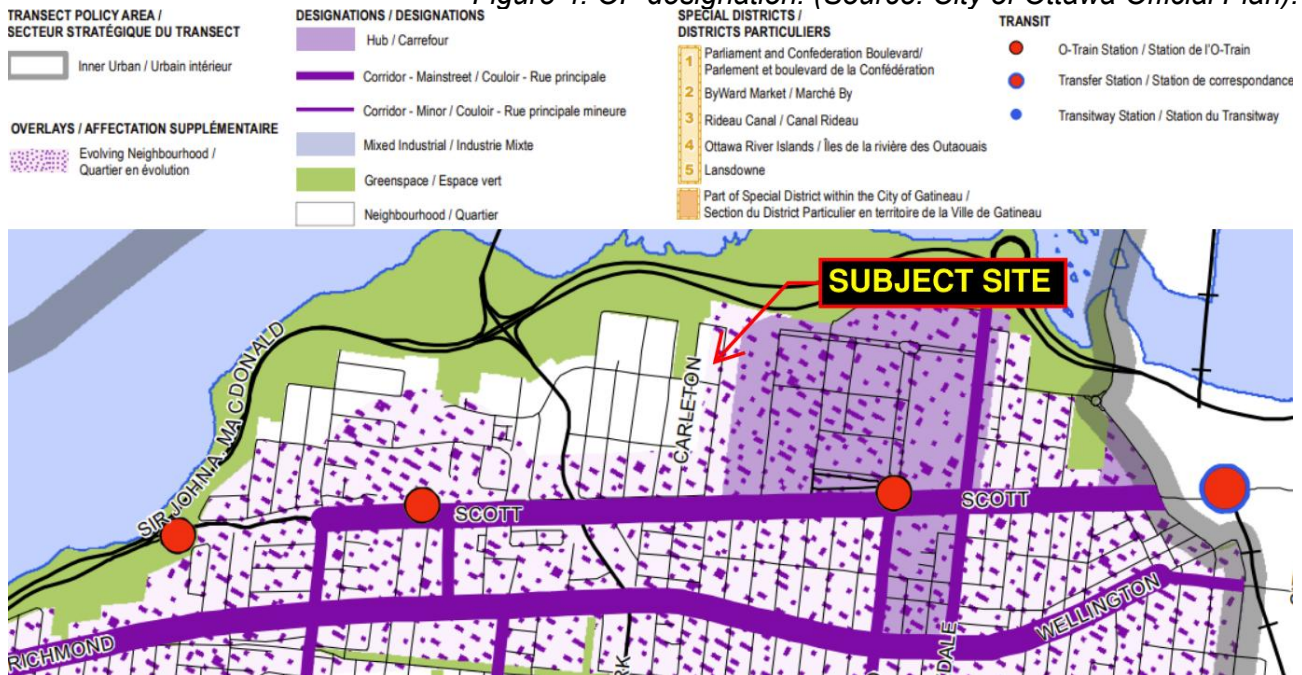 Figure 4. OP designation. (Source: City of Ottawa Official Plan).
TRANSECT POLICY AREA /
SECTEUR STRATÉGIQUE DU TRANSECT
Inner Urban / Urbain intérieur
OVERLAYS / AFFECTATION SUPPLÉMENTAIRE
Evolving Neighbourhood /
Quartier en évolution
DESIGNATIONS / DESIGNATIONS
Hub / Carrefour
Corridor - Mainstreet / Couloir - Rue principale
Corridor - Minor / Couloir - Rue principale mineure
Mixed Industrial / Industrie Mixte
Greenspace / Espace vert
Neighbourhood / Quartier
SPECIAL DISTRICTS /
DISTRICTS PARTICULIERS
1 Parliament and Confederation Boulevard/
Parlement et boulevard de la Confédération
2 ByWard Market / Marché By
3 Rideau Canal / Canal Rideau
4 Ottawa River Islands / Îles de la rivière des Outaouais
5 Lansdowne
Part of Special District within the City of Gatineau /
Section du District Particulier en territoire de la Ville de Gatineau
TRANSIT
O-Train Station / Station de l'O-Train
Transfer Station / Station de correspondance
Transitway Station / Station du Transitway
SUBJECT SITE
SIR JOHN A. MACDONALD
CARLETON
SCOTT
SCOTT
WELLINGTON
RICHMOND